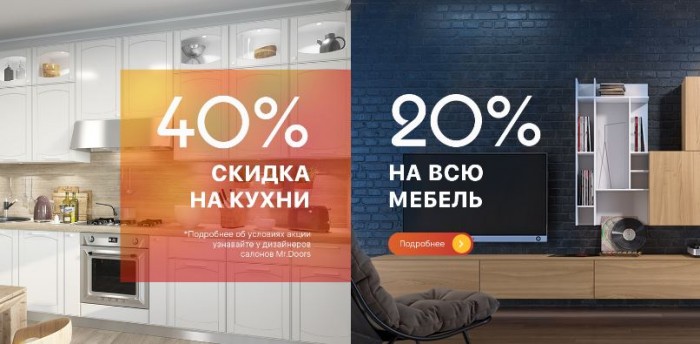 40%
СКИДКА
НА КУХНИ
*Подробнее об условиях акции
узнавайте у дизайнеров
салонов Mr.Doors
20%
НА ВСЮ
МЕБЕЛЬ
Подробнее